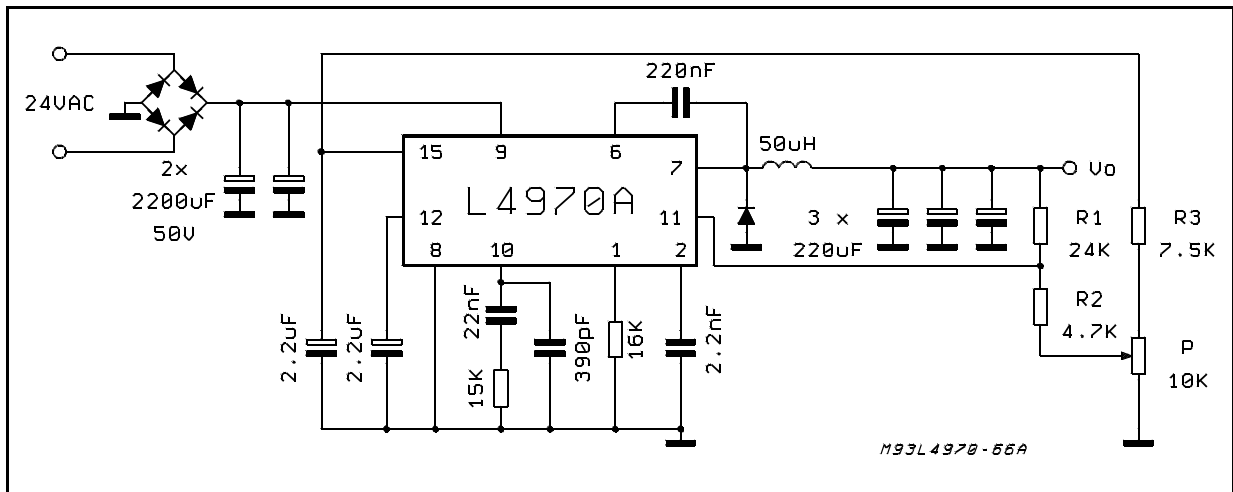 24VAC
2x
2200uF
50V
220nF
15
9
6
7
L4970A
12
11
8
10
1
2
50uH
Vo
3 x
220uF
R1
24K
R3
7.5K
R2
4.7K
P
10K
2.2uF
2.2uF
22nF
15K
390pF
16K
2.2nF
M93L4970-66A